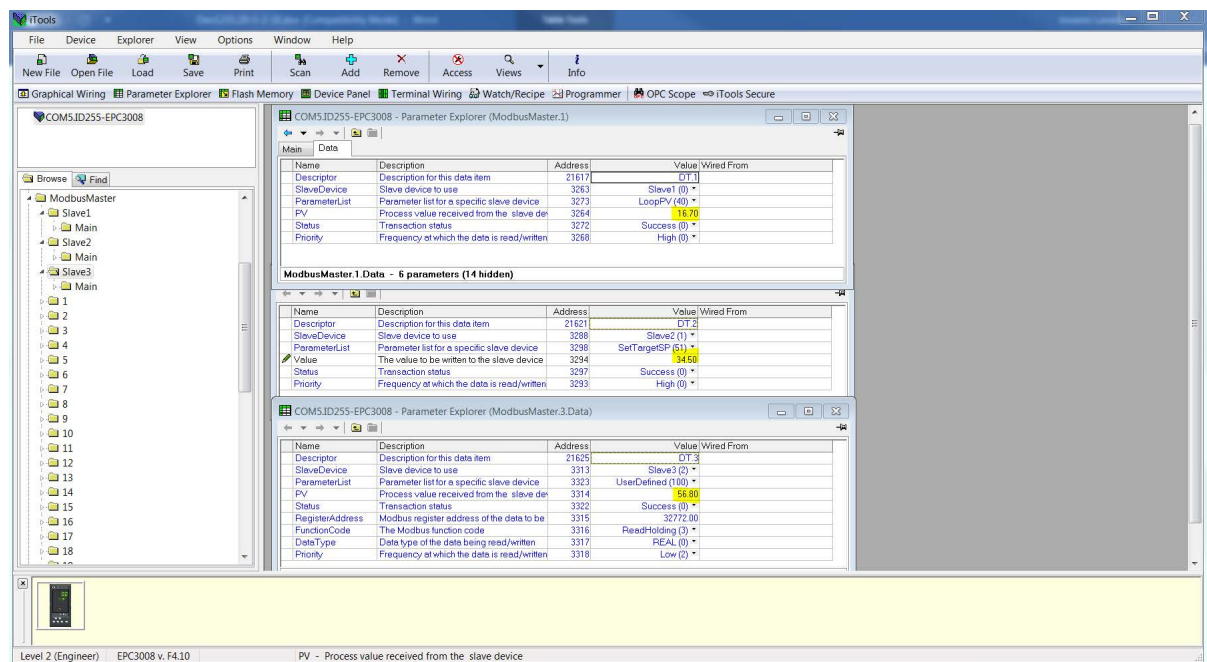 iTools
File Device Explorer View Options Window Help
New File Open File Load Save Print Scan Add Remove Access Views Info
Graphical Wiring Parameter Explorer Flash Memory Device Panel Terminal Wiring Watch/Recipe Programmer OPC Scope iTools Secure
COM5.ID255-EPC3008
Browse Find
ModbusMaster
Slave1
Main
Slave2
Main
Slave3
Main
1
2
3
4
5
6
7
8
9
10
11
12
13
14
15
16
17
18
COM5.ID255-EPC3008 - Parameter Explorer (ModbusMaster.1)
Main Data
Name Description Address Value Wired From
Descriptor Description for this data item 21617 DT.1
SlaveDevice Slave device to use 3263 Slave1 (0)
ParameterList Parameter list for a specific slave device 3273 LoopPV (40)
PV Process value received from the slave dev 3264 16.70
Status Transaction status 3272 Success (0)
Priority Frequency at which the data is read/written 3268 High (0)
ModbusMaster.1.Data - 6 parameters (14 hidden)
Name Description Address Value Wired From
Descriptor Description for this data item 21621 DT.2
SlaveDevice Slave device to use 3288 Slave2 (1)
ParameterList Parameter list for a specific slave device 3298 SetTargetSP (51)
Value The value to be written to the slave device 3294 34.50
Status Transaction status 3297 Success (0)
Priority Frequency at which the data is read/written 3293 High (0)
COM5.ID255-EPC3008 - Parameter Explorer (ModbusMaster.3.Data)
Name Description Address Value Wired From
Descriptor Description for this data item 21625 DT.3
SlaveDevice Slave device to use 3313 Slave3 (2)
ParameterList Parameter list for a specific slave device 3323 UserDefined (100)
PV Process value received from the slave dev 3314 56.80
Status Transaction status 3322 Success (0)
RegisterAddress Modbus register address of the data to be 3315 32772.00
FunctionCode The Modbus function code 3316 ReadHolding (3)
DataType Data type of the data being read/written 3317 REAL (0)
Priority Frequency at which the data is read/written 3318 Low (2)
Level 2 (Engineer) EPC3008 v. F4.10 PV - Process value received from the slave device